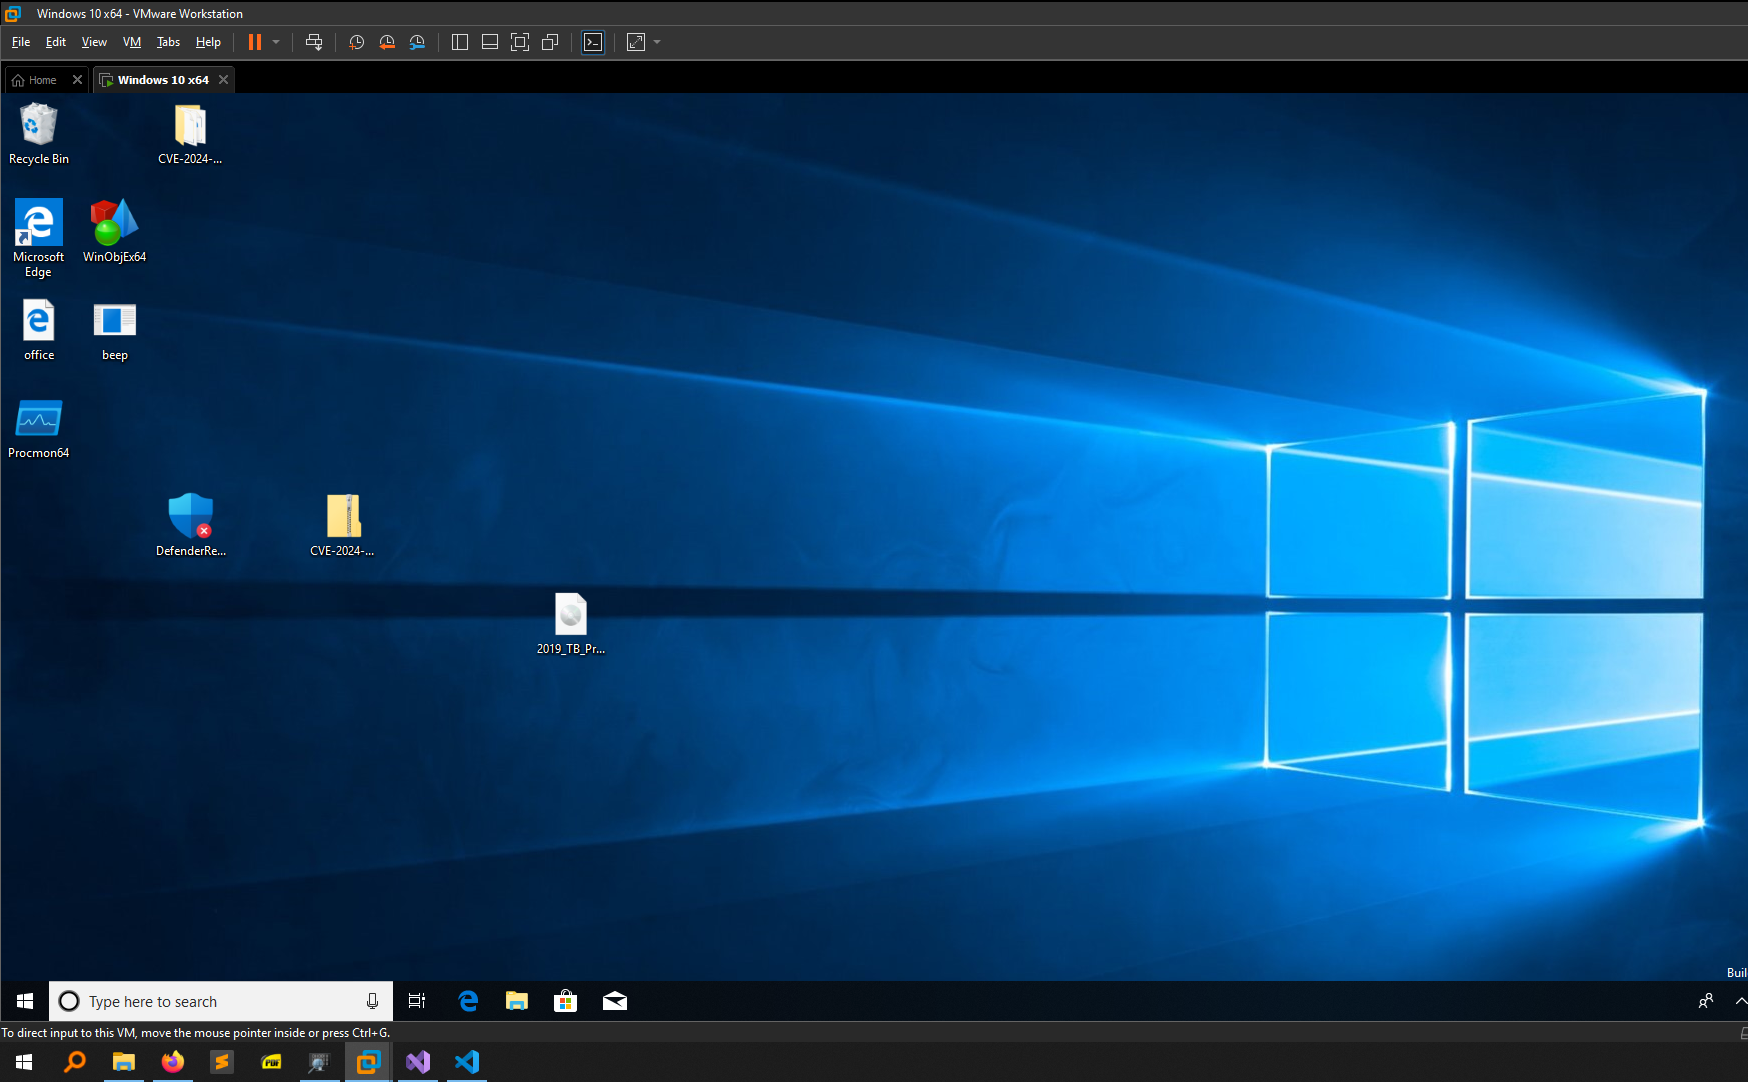 Windows 10 x64 - VMware Workstation
File Edit View VM Tabs Help
Home
Windows 10 x64
Recycle Bin
CVE-2024-...
Microsoft
Edge
WinObjEx64
office
beep
Procmon64
DefenderRe...
CVE-2024-...
2019_TB_Pr...
Buil
Type here to search
To direct input to this VM, move the mouse pointer inside or press Ctrl+G.
PDF